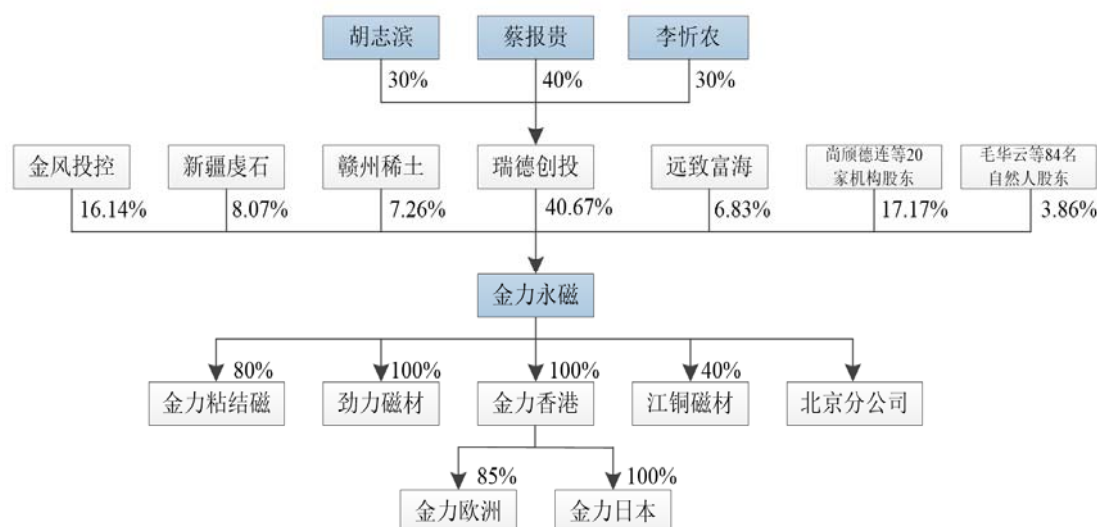 胡志滨
蔡报贵
李忻农
30%
40%
30%
金风投控
新疆虔石
赣州稀土
瑞德创投
远致富海
尚颀德连等20
家机构股东
毛华云等84名
自然人股东
16.14%
8.07%
7.26%
40.67%
6.83%
17.17%
3.86%
金力永磁
80%
100%
100%
40%
金力粘结磁
劲力磁材
金力香港
江铜磁材
北京分公司
85%
100%
金力欧洲
金力日本